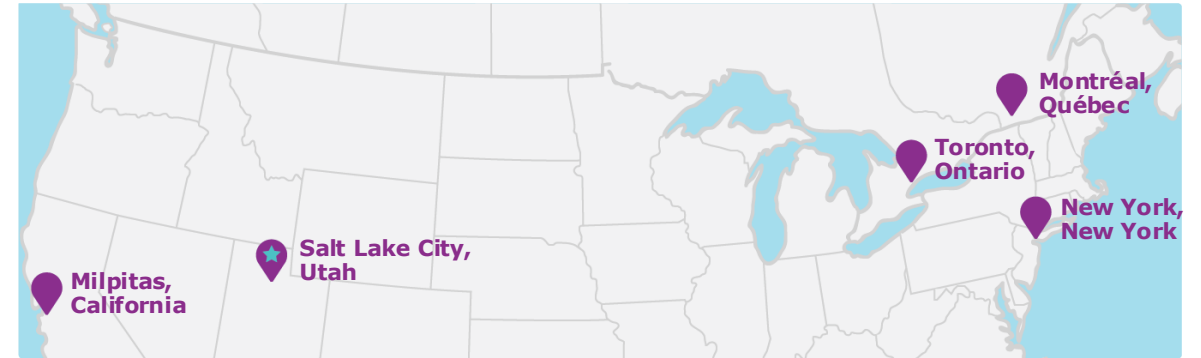 Montréal,
Québec
Toronto,
Ontario
New York,
New York
Salt Lake City,
Utah
Milpitas,
California